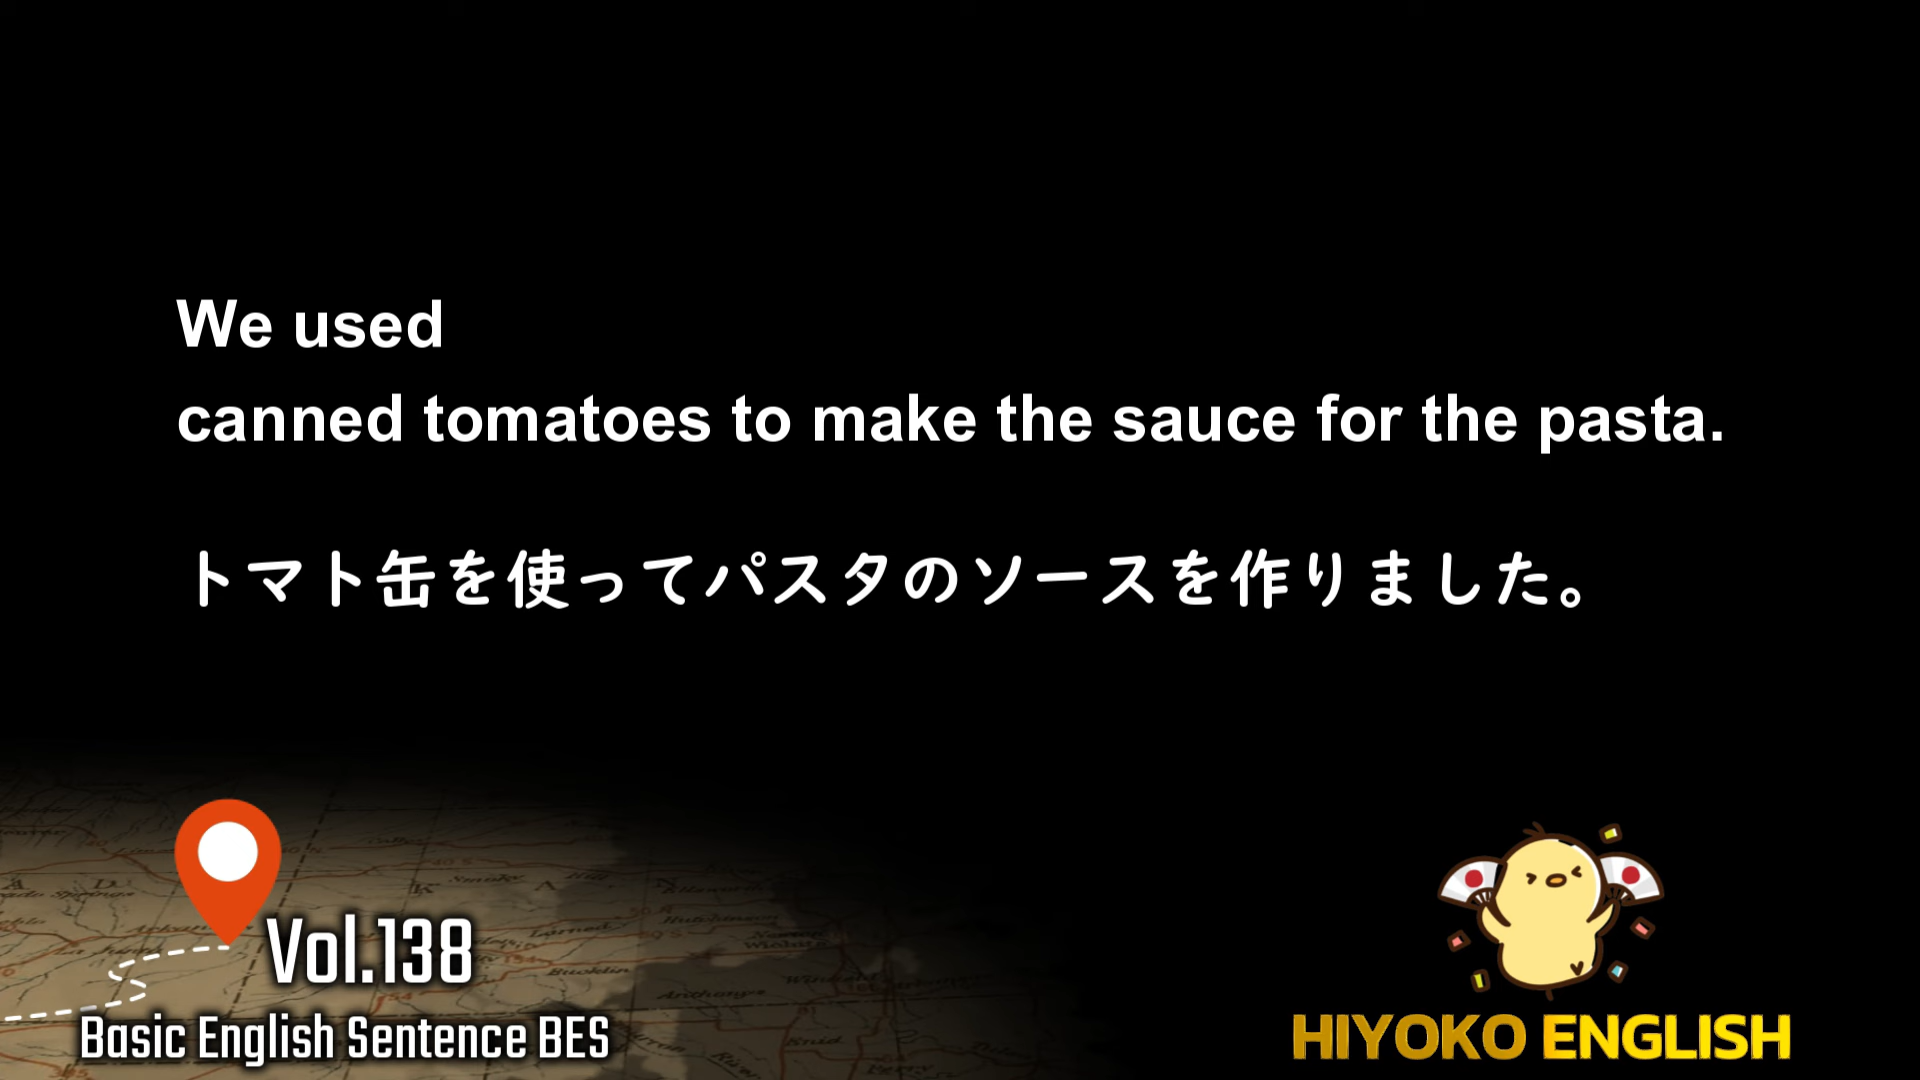 We used
canned tomatoes to make the sauce for the pasta.
トマト缶を使ってパスタのソースを作りました。
Vol.138
Basic English Sentence BES
HIYOKO ENGLISH